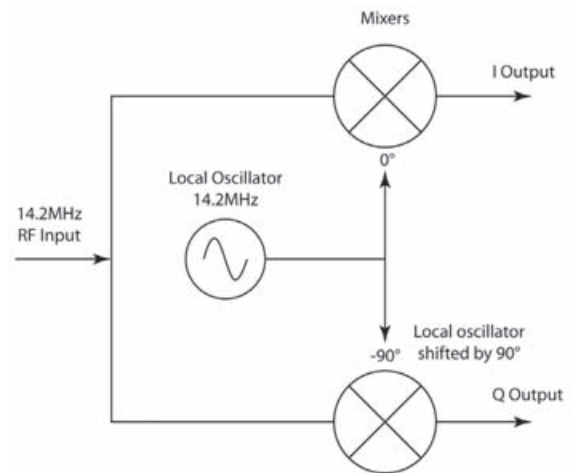 Mixers
I Output
0°
Local Oscillator
14.2MHz
14.2MHz
RF Input
-90°
Local oscillator
shifted by 90°
Q Output